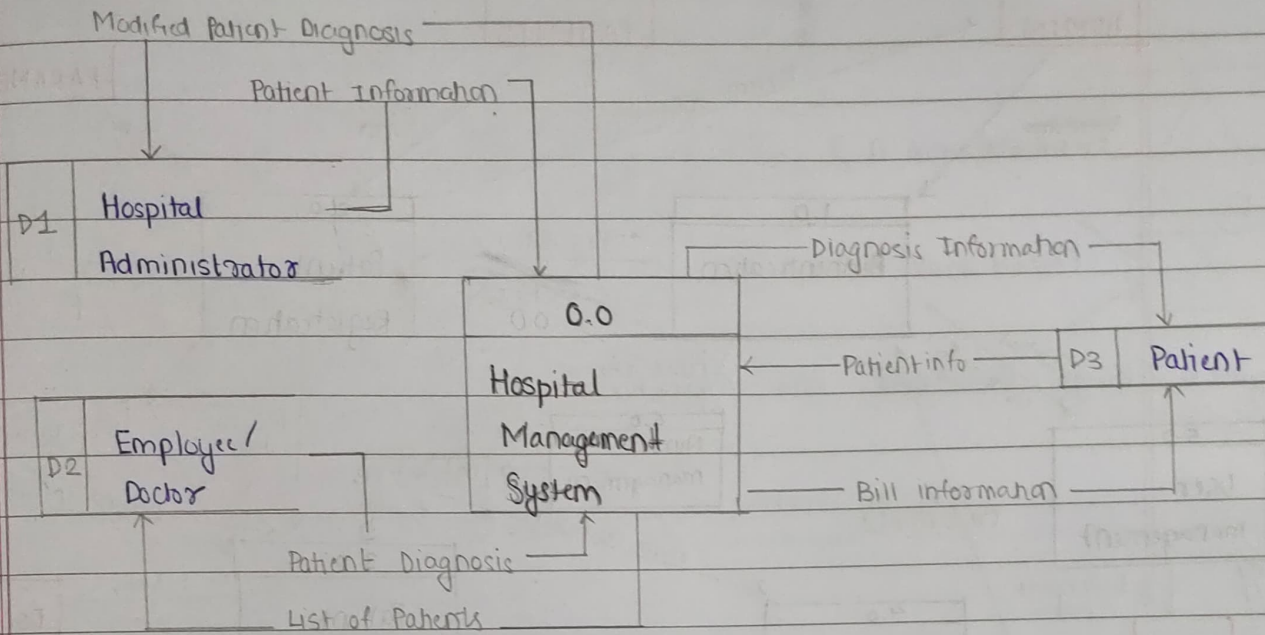 Modified Patient Diagnosis
Patient Information
D1
Hospital
Administrator
Diagnosis Information
0.0
Patient info
D3
Patient
Hospital
Management
System
D2
Employee/
Doctor
Bill information
Patient Diagnosis
List of Patients